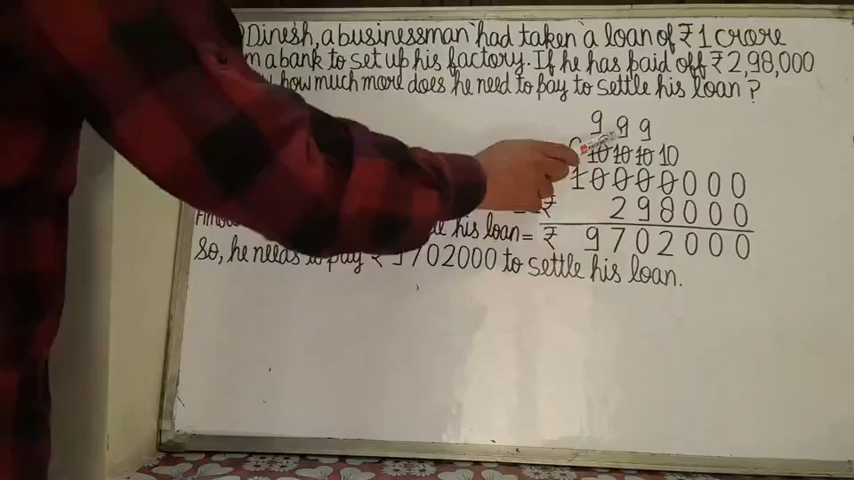 Dinesh, a businessman had taken a loan of ₹1 crore
m a bank to set up his factory. If he has paid off ₹2,98,000
how much more does he need to pay to settle his loan?
9 9 9
10 10 10 10
1 0 0 0 0 0 0 0
₹ 2 9 8 0 0 0
his loan = ₹ 9 7 0 2 0 0 0
So, he needs to pay ₹ 9702000 to settle his loan.